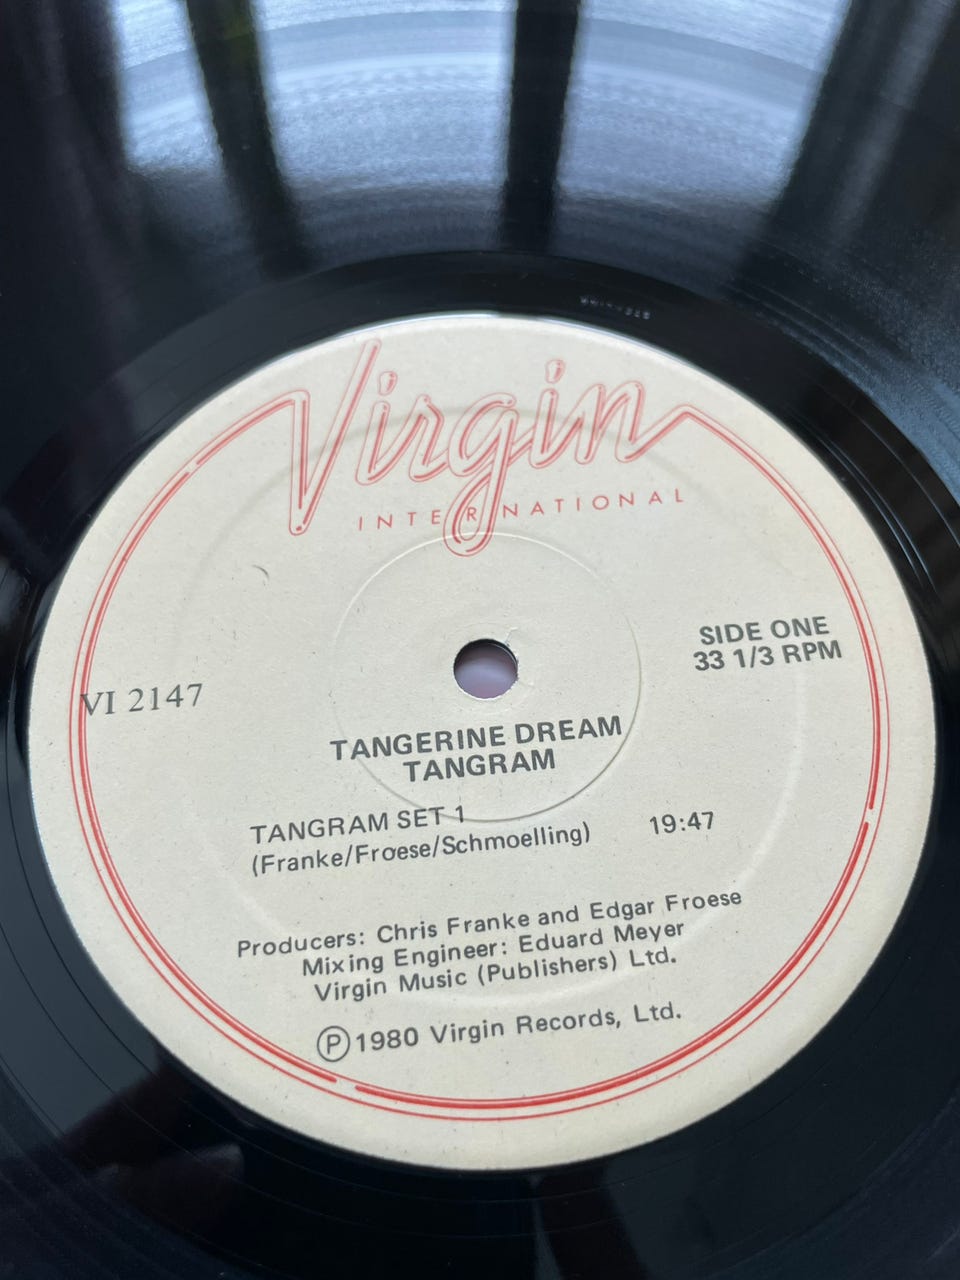 Virgin
INTERNATIONAL
SIDE ONE
33 1/3 RPM
VI 2147
TANGERINE DREAM
TANGRAM
TANGRAM SET 1 19:47
(Franke/Froese/Schmoelling)
Producers: Chris Franke and Edgar Froese
Mixing Engineer: Eduard Meyer
Virgin Music (Publishers) Ltd.
Ⓟ1980 Virgin Records, Ltd.